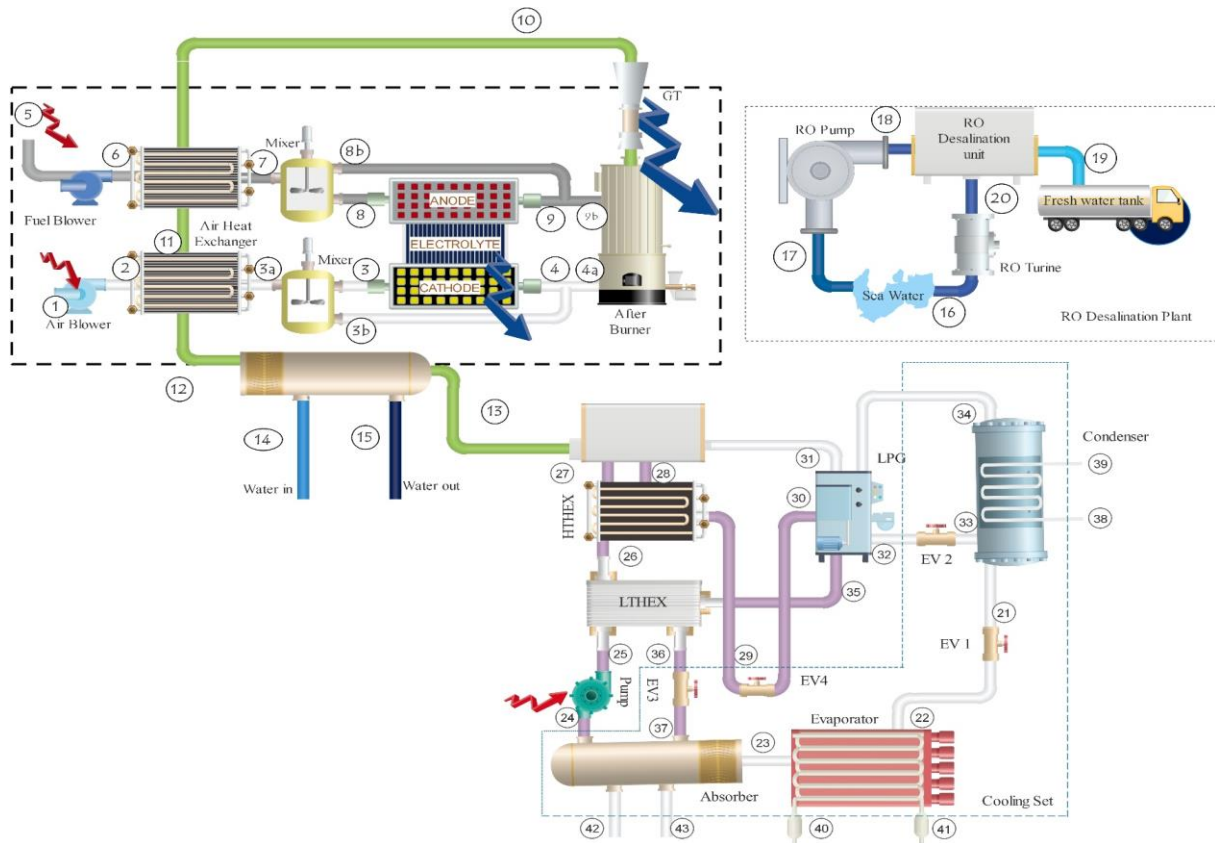 10
5
GT
6
7
Mixer
8b
Fuel Blower
8
ANODE
9
9b
11
Air Heat
Exchanger
ELECTROLYTE
2
3a
Mixer
3
CATHODE
4
4a
1
Air Blower
3b
After
Burner
12
13
14
15
Water in
Water out
RO Pump
18
RO
Desalination
unit
19
20
Fresh water tank
17
Sea Water
16
RO Turine
RO Desalination Plant
27
28
31
LPG
34
Condenser
39
HTHEX
30
33
38
26
32
EV 2
LTHEX
35
21
25
36
29
EV 1
Pump
EV3
EV4
24
37
Evaporator
22
23
Absorber
Cooling Set
42
43
40
41